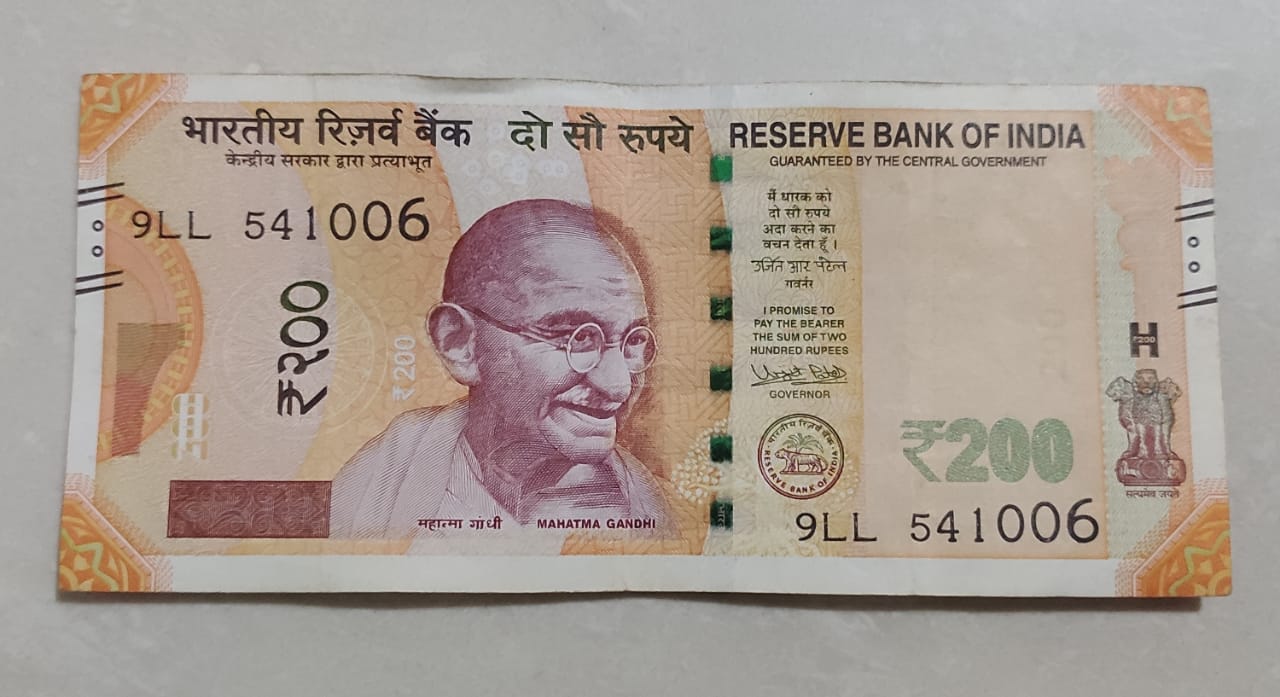 भारतीय रिज़र्व बैंक दो सौ रुपये RESERVE BANK OF INDIA
केन्द्रीय सरकार द्वारा प्रत्याभूत GUARANTEED BY THE CENTRAL GOVERNMENT
9LL 541006
मैं धारक को
दो सौ रुपये
अदा करने का
वचन देता हूँ ।
उर्जित आर पटेल
गवर्नर
₹२००
₹200
I PROMISE TO
PAY THE BEARER
THE SUM OF TWO
HUNDRED RUPEES
Urjit Patel
GOVERNOR
भारतीय रिज़र्व बैंक
RESERVE BANK OF INDIA
₹200
H
₹200
सत्यमेव जयते
महात्मा गांधी MAHATMA GANDHI
9LL 541006